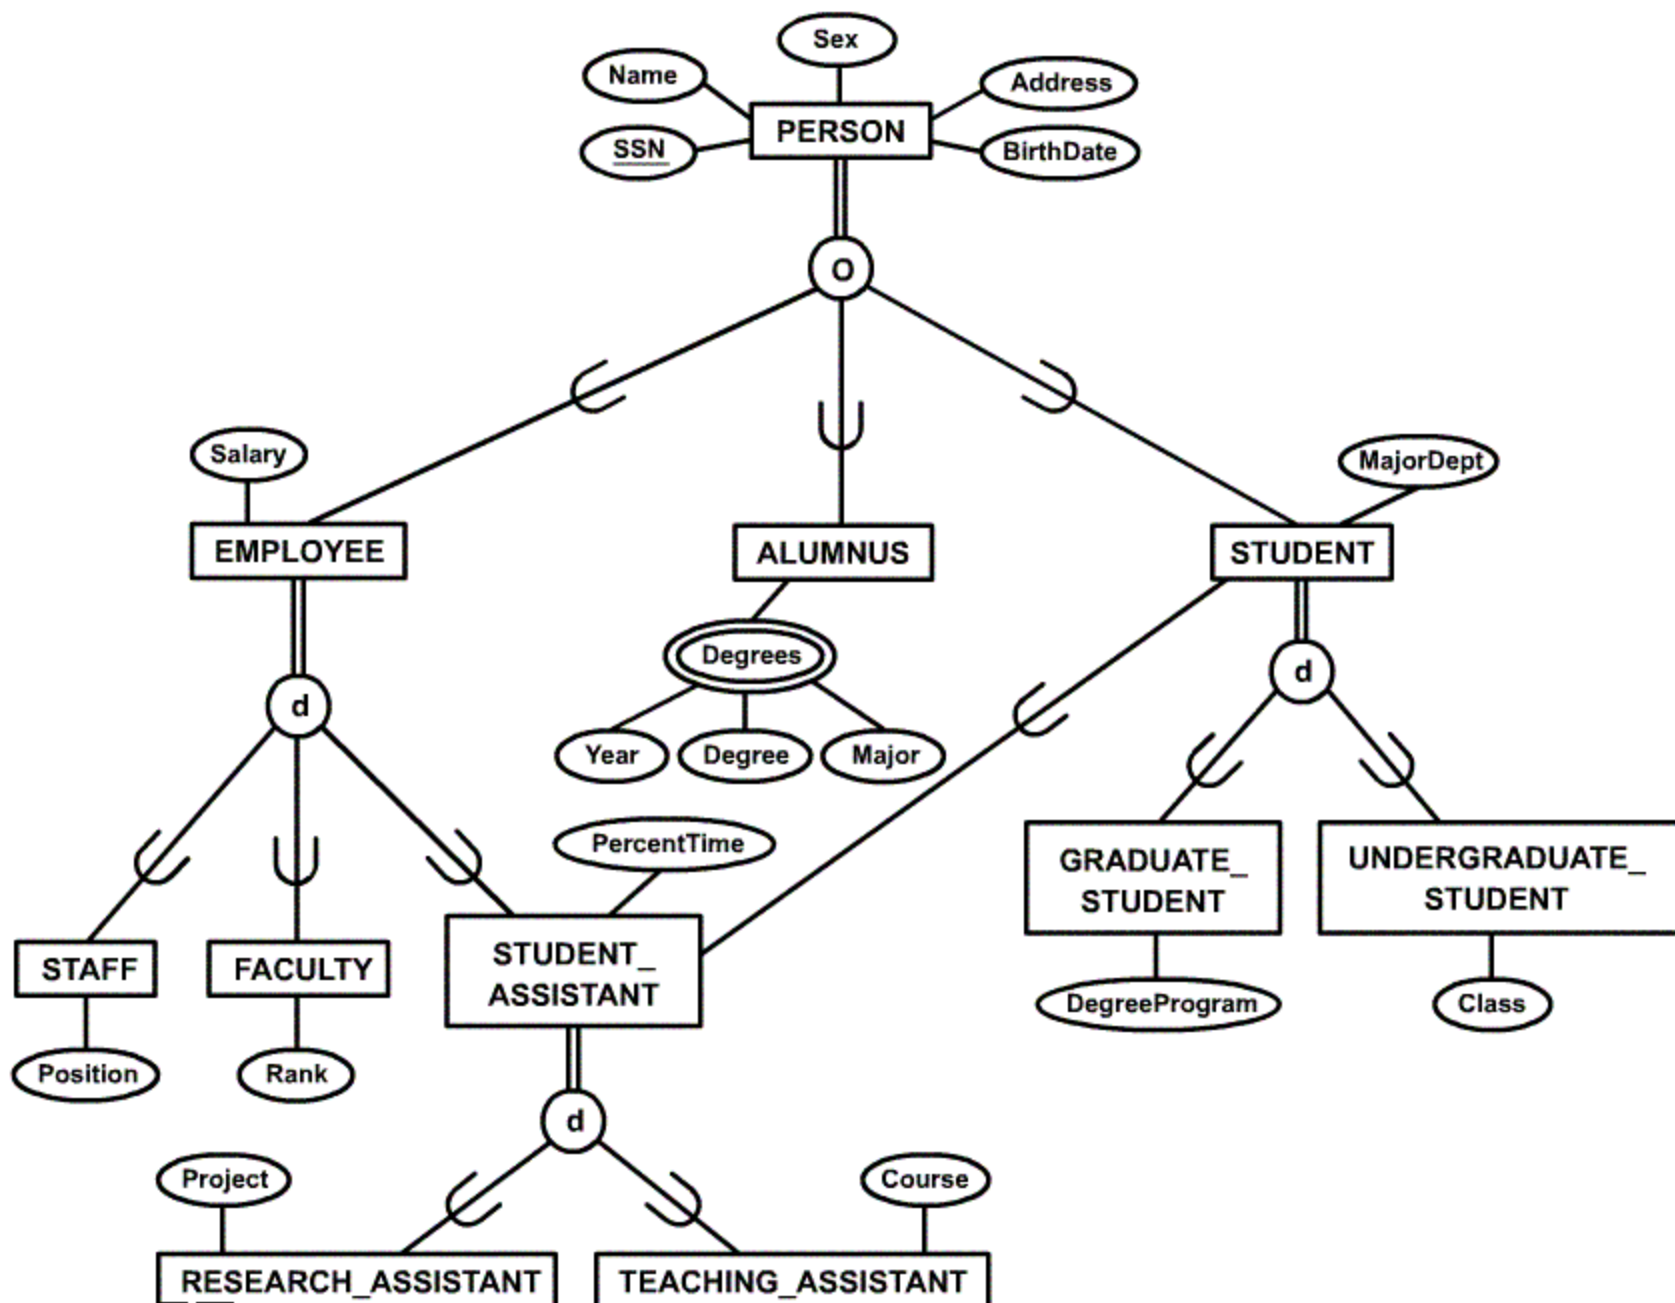 Sex
Name
Address
PERSON
SSN
BirthDate
O
Salary
MajorDept
EMPLOYEE
ALUMNUS
STUDENT
Degrees
d
d
Year
Degree
Major
PercentTime
GRADUATE_
STUDENT
UNDERGRADUATE_
STUDENT
STAFF
FACULTY
STUDENT_
ASSISTANT
DegreeProgram
Class
Position
Rank
d
Project
Course
RESEARCH_ASSISTANT
TEACHING_ASSISTANT